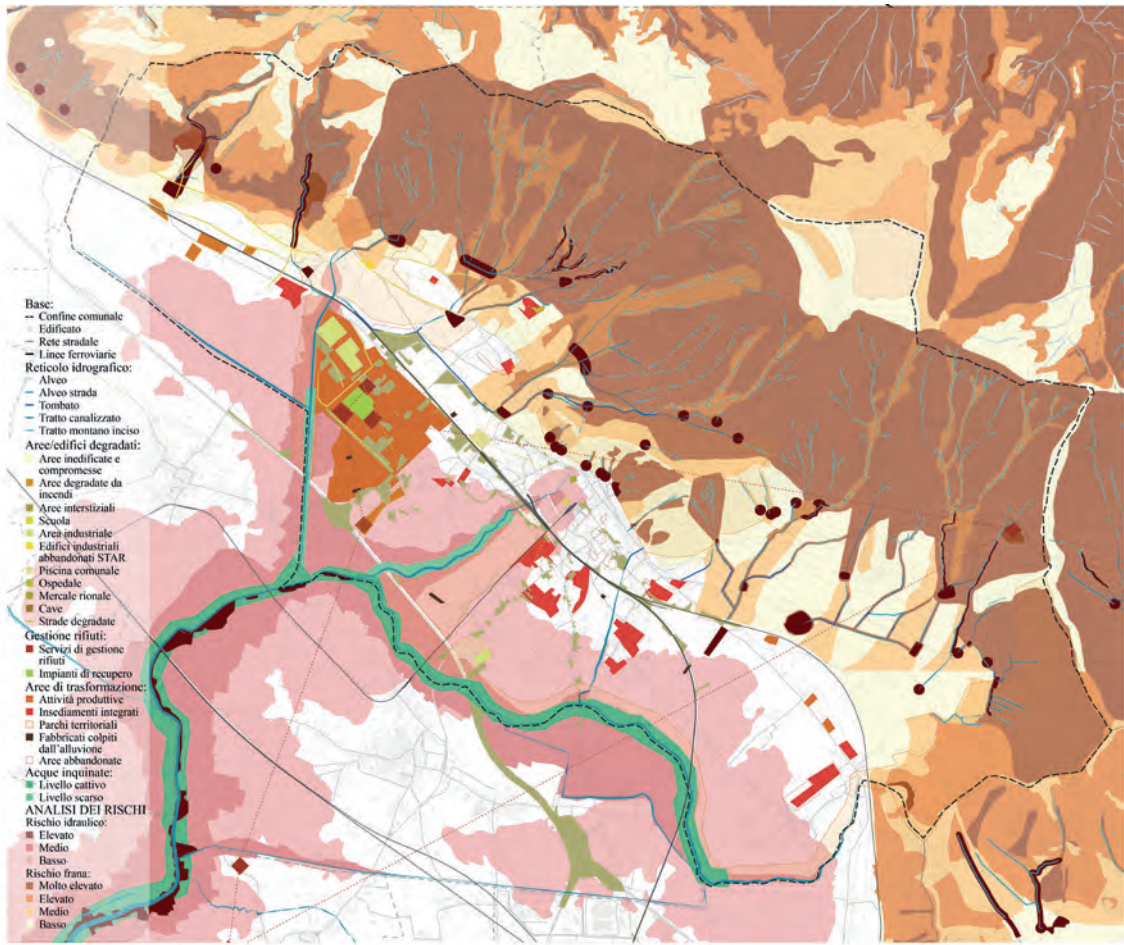 Base:
Confine comunale
Edificato
Rete stradale
Linee ferroviarie
Reticolo idrografico:
Alveo
Alveo strada
Tombato
Tratto canalizzato
Tratto montano inciso
Aree/edifici degradati:
Aree inedificate e
compromesse
Aree degradate da
incendi
Aree interstiziali
Scuola
Area industriale
Edifici industriali
abbandonati STAR
Piscina comunale
Ospedale
Mercale rionale
Cave
Strade degradate
Gestione rifiuti:
Servizi di gestione
rifiuti
Impianti di recupero
Aree di trasformazione:
Attività produttive
Insediamenti integrati
Parchi territoriali
Fabbricati colpiti
dall'alluvione
Aree abbandonate
Acque inquinate:
Livello cattivo
Livello scarso
ANALISI DEI RISCHI
Rischio idraulico:
Elevato
Medio
Basso
Rischio frana:
Molto elevato
Elevato
Medio
Basso